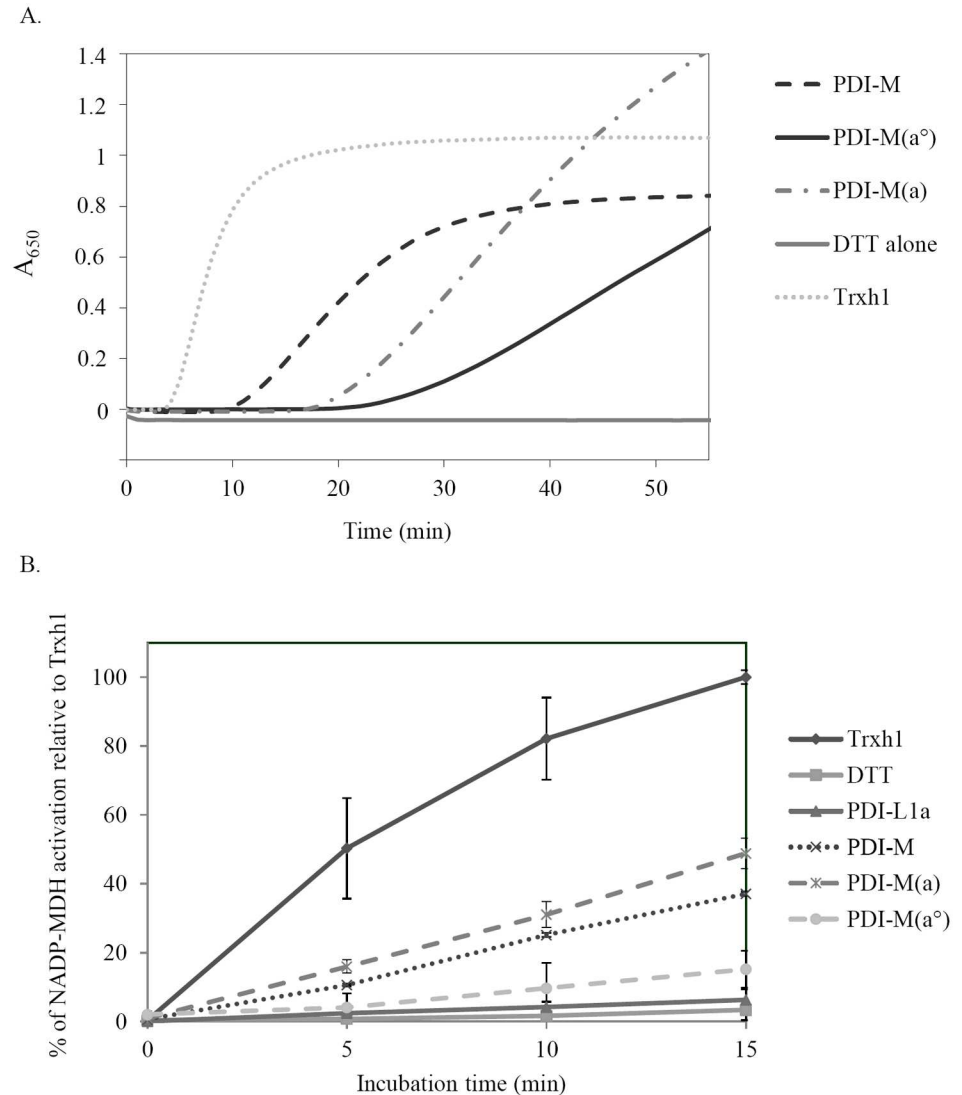 A.
1.4
1.2
1
0.8
0.6
0.4
0.2
0
A650
0 10 20 30 40 50
Time (min)
PDI-M
PDI-M(a°)
PDI-M(a)
DTT alone
Trxh1
B.
% of NADP-MDH activation relative to Trxh1
100
80
60
40
20
0
0 5 10 15
Incubation time (min)
Trxh1
DTT
PDI-L1a
PDI-M
PDI-M(a)
PDI-M(a°)